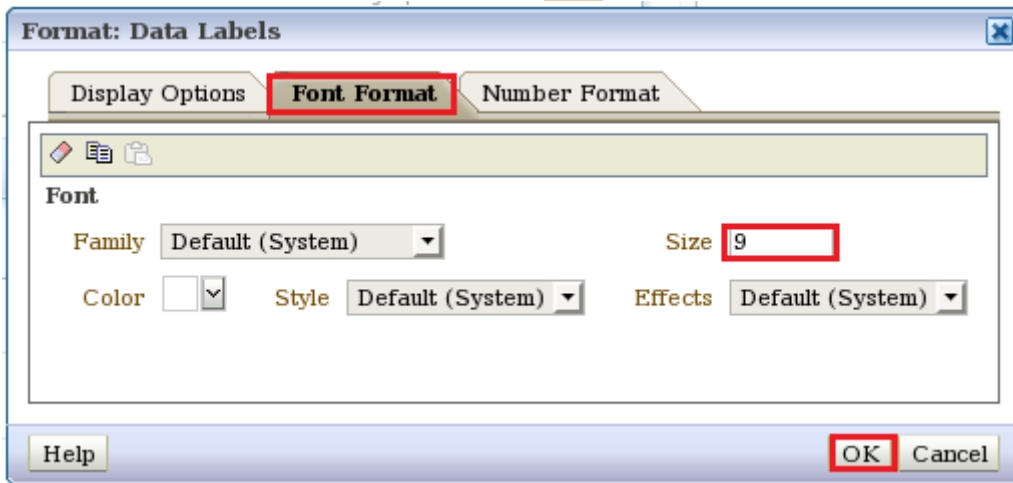 Format: Data Labels
Display Options Font Format Number Format
Font
Family Default (System) Size 9
Color Style Default (System) Effects Default (System)
Help OK Cancel